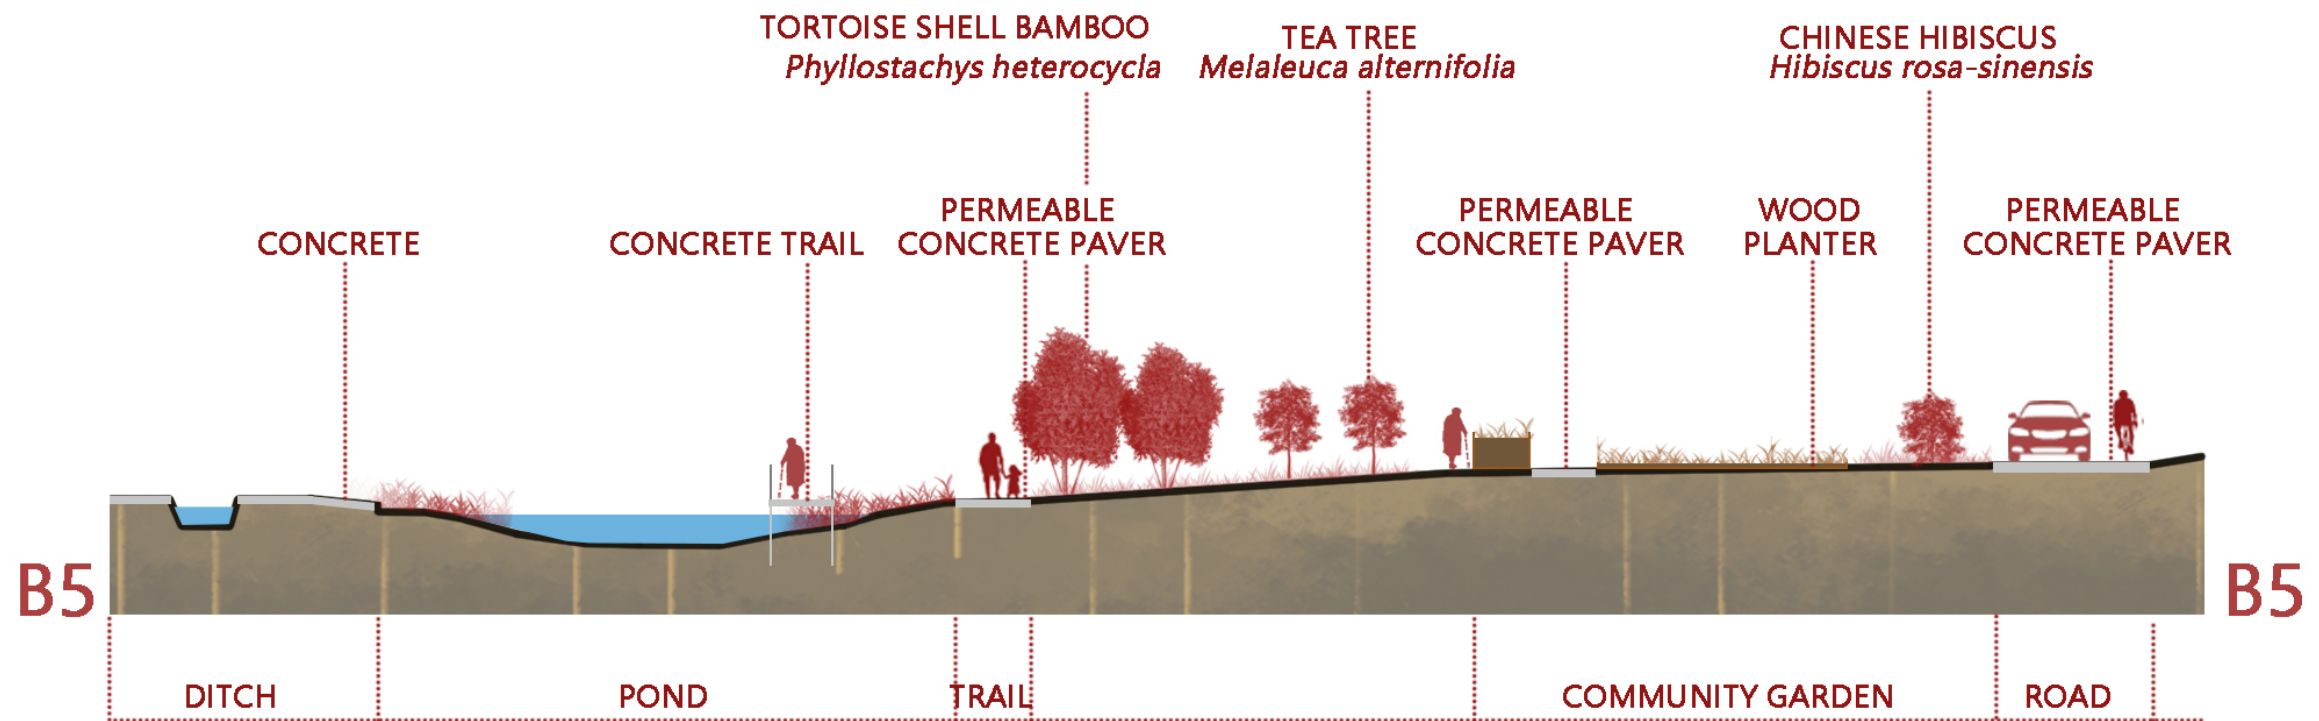 TORTOISE SHELL BAMBOO
Phyllostachys heterocycla
TEA TREE
Melaleuca alternifolia
CHINESE HIBISCUS
Hibiscus rosa-sinensis
CONCRETE
CONCRETE TRAIL
PERMEABLE
CONCRETE PAVER
PERMEABLE
CONCRETE PAVER
WOOD
PLANTER
PERMEABLE
CONCRETE PAVER
B5
B5
DITCH
POND
TRAIL
COMMUNITY GARDEN
ROAD